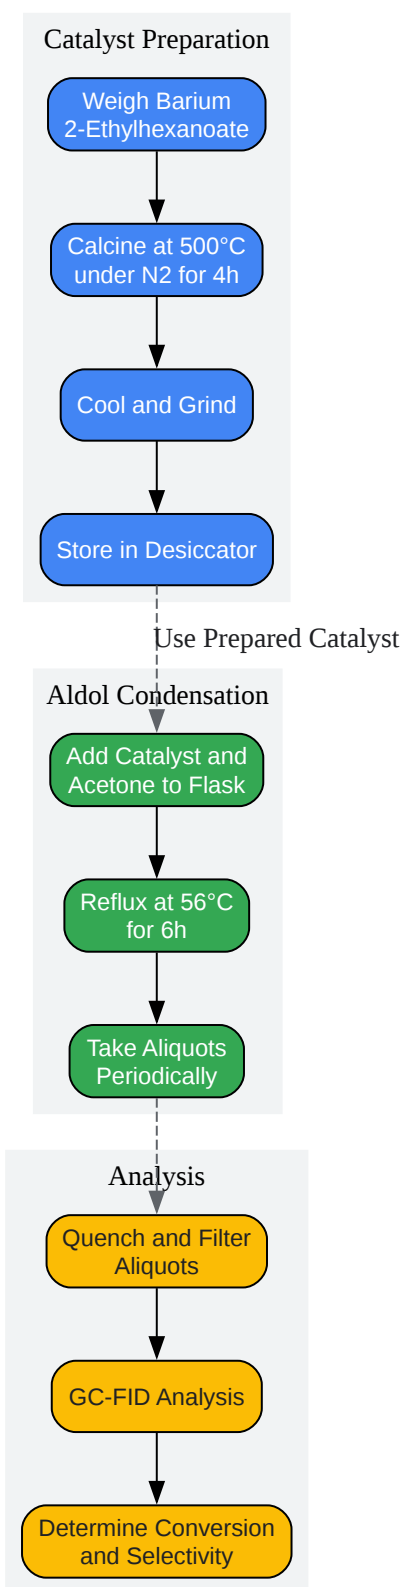 Catalyst Preparation
Weigh Barium
2-Ethylhexanoate
Calcine at 500°C
under N2 for 4h
Cool and Grind
Store in Desiccator
Use Prepared Catalyst
Aldol Condensation
Add Catalyst and
Acetone to Flask
Reflux at 56°C
for 6h
Take Aliquots
Periodically
Analysis
Quench and Filter
Aliquots
GC-FID Analysis
Determine Conversion
and Selectivity